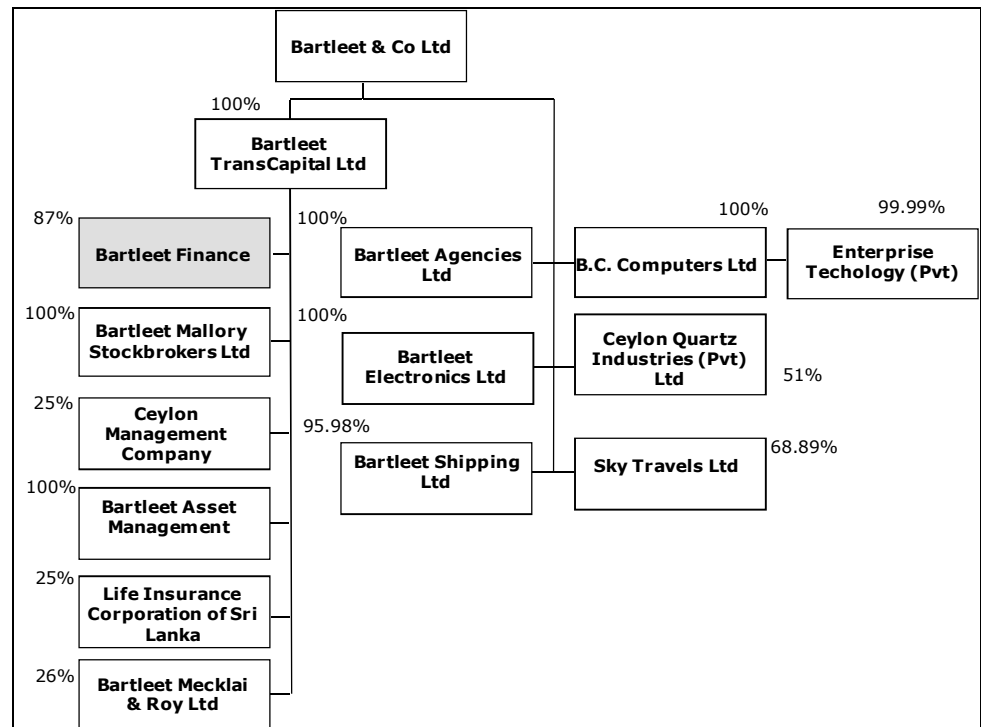 Bartleet & Co Ltd
100%
Bartleet
TransCapital Ltd
87%
Bartleet Finance
100%
Bartleet Agencies
Ltd
100%
B.C. Computers Ltd
99.99%
Enterprise
Techology (Pvt)
100%
Bartleet Mallory
Stockbrokers Ltd
100%
Bartleet
Electronics Ltd
Ceylon Quartz
Industries (Pvt)
Ltd
51%
25%
Ceylon
Management
Company
95.98%
Bartleet Shipping
Ltd
Sky Travels Ltd
68.89%
100%
Bartleet Asset
Management
25%
Life Insurance
Corporation of Sri
Lanka
26%
Bartleet Mecklai
& Roy Ltd